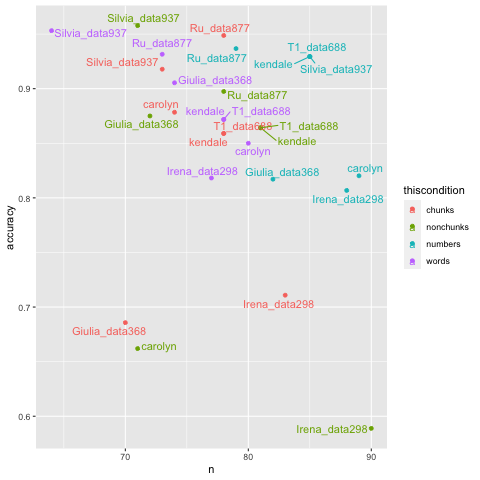 Silvia_data937
Silvia_data937
Ru_data877
Ru_data877
T1_data688
Ru_data877
kendale
Silvia_data937
Silvia_data937
Giulia_data368
0.9
Ru_data877
carolyn
kendale
T1_data688
Giulia_data368
T1_data688
T1_data688
kendale
kendale
carolyn
Irena_data298
Giulia_data368
carolyn
0.8
Irena_data298
thiscondition
a chunks
a nonchunks
a numbers
a words
accuracy
0.7
Irena_data298
Giulia_data368
carolyn
0.6
Irena_data298
70
80
90
n